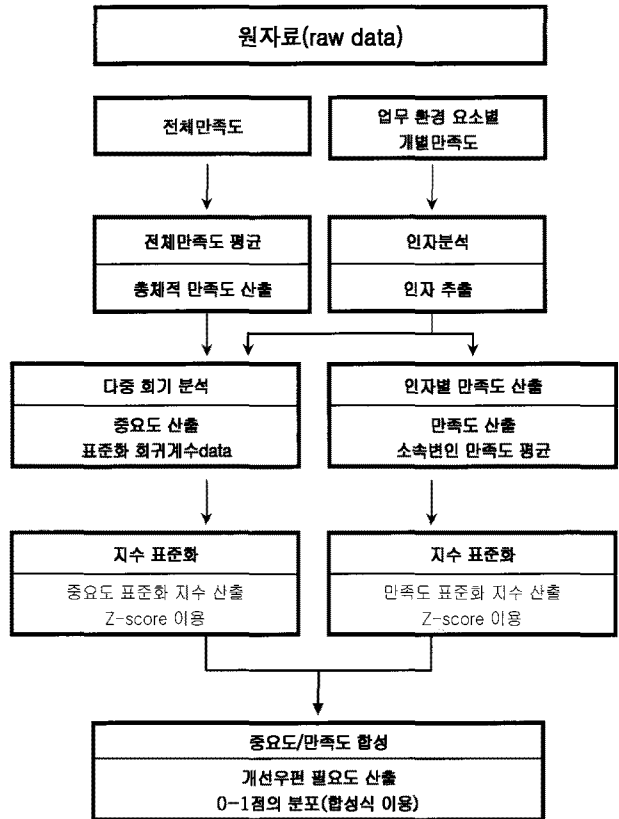 원자료(raw data)
전체만족도
업무 환경 요소별
개별만족도
전체만족도 평균
총체적 만족도 산출
인자분석
인자 추출
다중 회기 분석
중요도 산출
표준화 회귀계수data
인자별 만족도 산출
만족도 산출
소속변인 만족도 평균
지수 표준화
중요도 표준화 지수 산출
Z-score 이용
지수 표준화
만족도 표준화 지수 산출
Z-score 이용
중요도/만족도 합성
개선우편 필요도 산출
0-1점의 분포(합성식 이용)